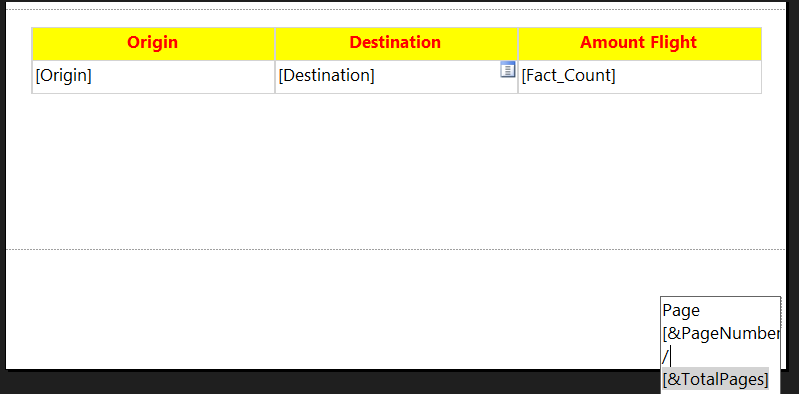 Origin Destination Amount Flight
[Origin] [Destination] [Fact_Count]
Page
[&PageNumber
/
[&TotalPages]